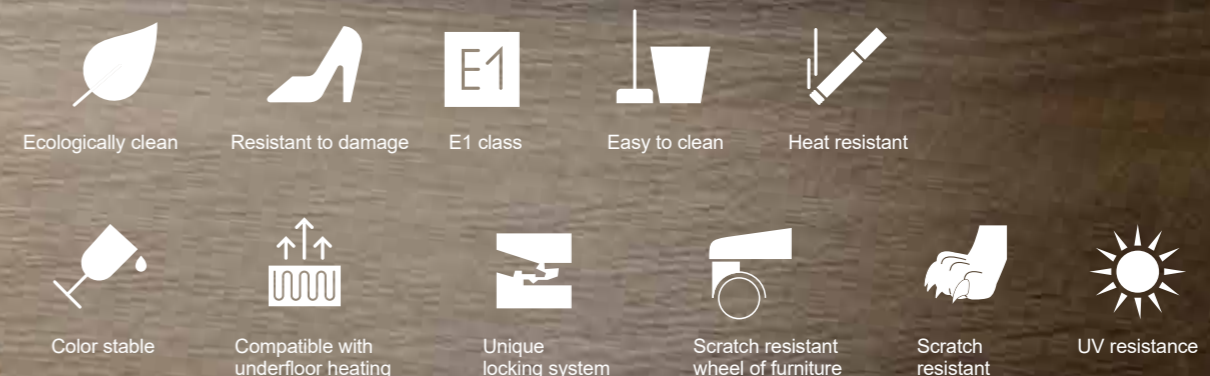 E1
Ecologically clean
Resistant to damage
E1 class
Easy to clean
Heat resistant
Color stable
Compatible with
underfloor heating
Unique
locking system
Scratch resistant
wheel of furniture
Scratch
resistant
UV resistance